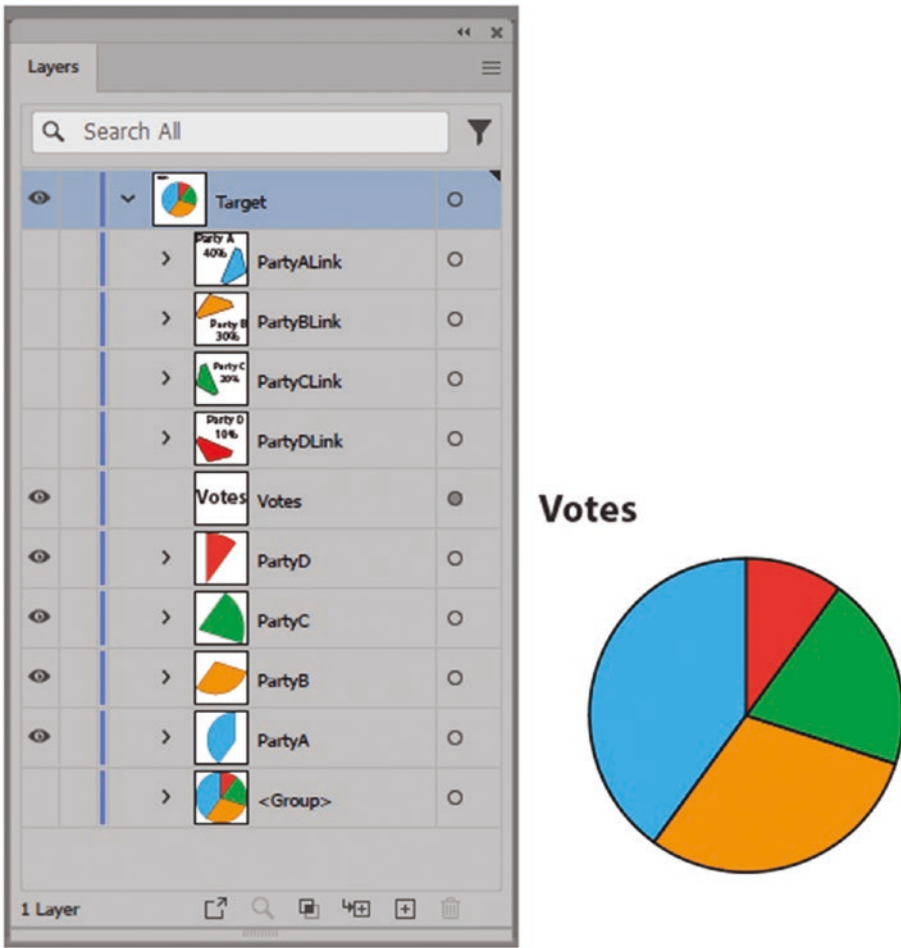 Layers
Search All
Target
Party A
40%
PartyALink
Party B
30%
PartyBLink
Party C
20%
PartyCLink
Party D
10%
PartyDLink
Votes
Votes
PartyD
PartyC
PartyB
PartyA
<Group>
1 Layer
Votes